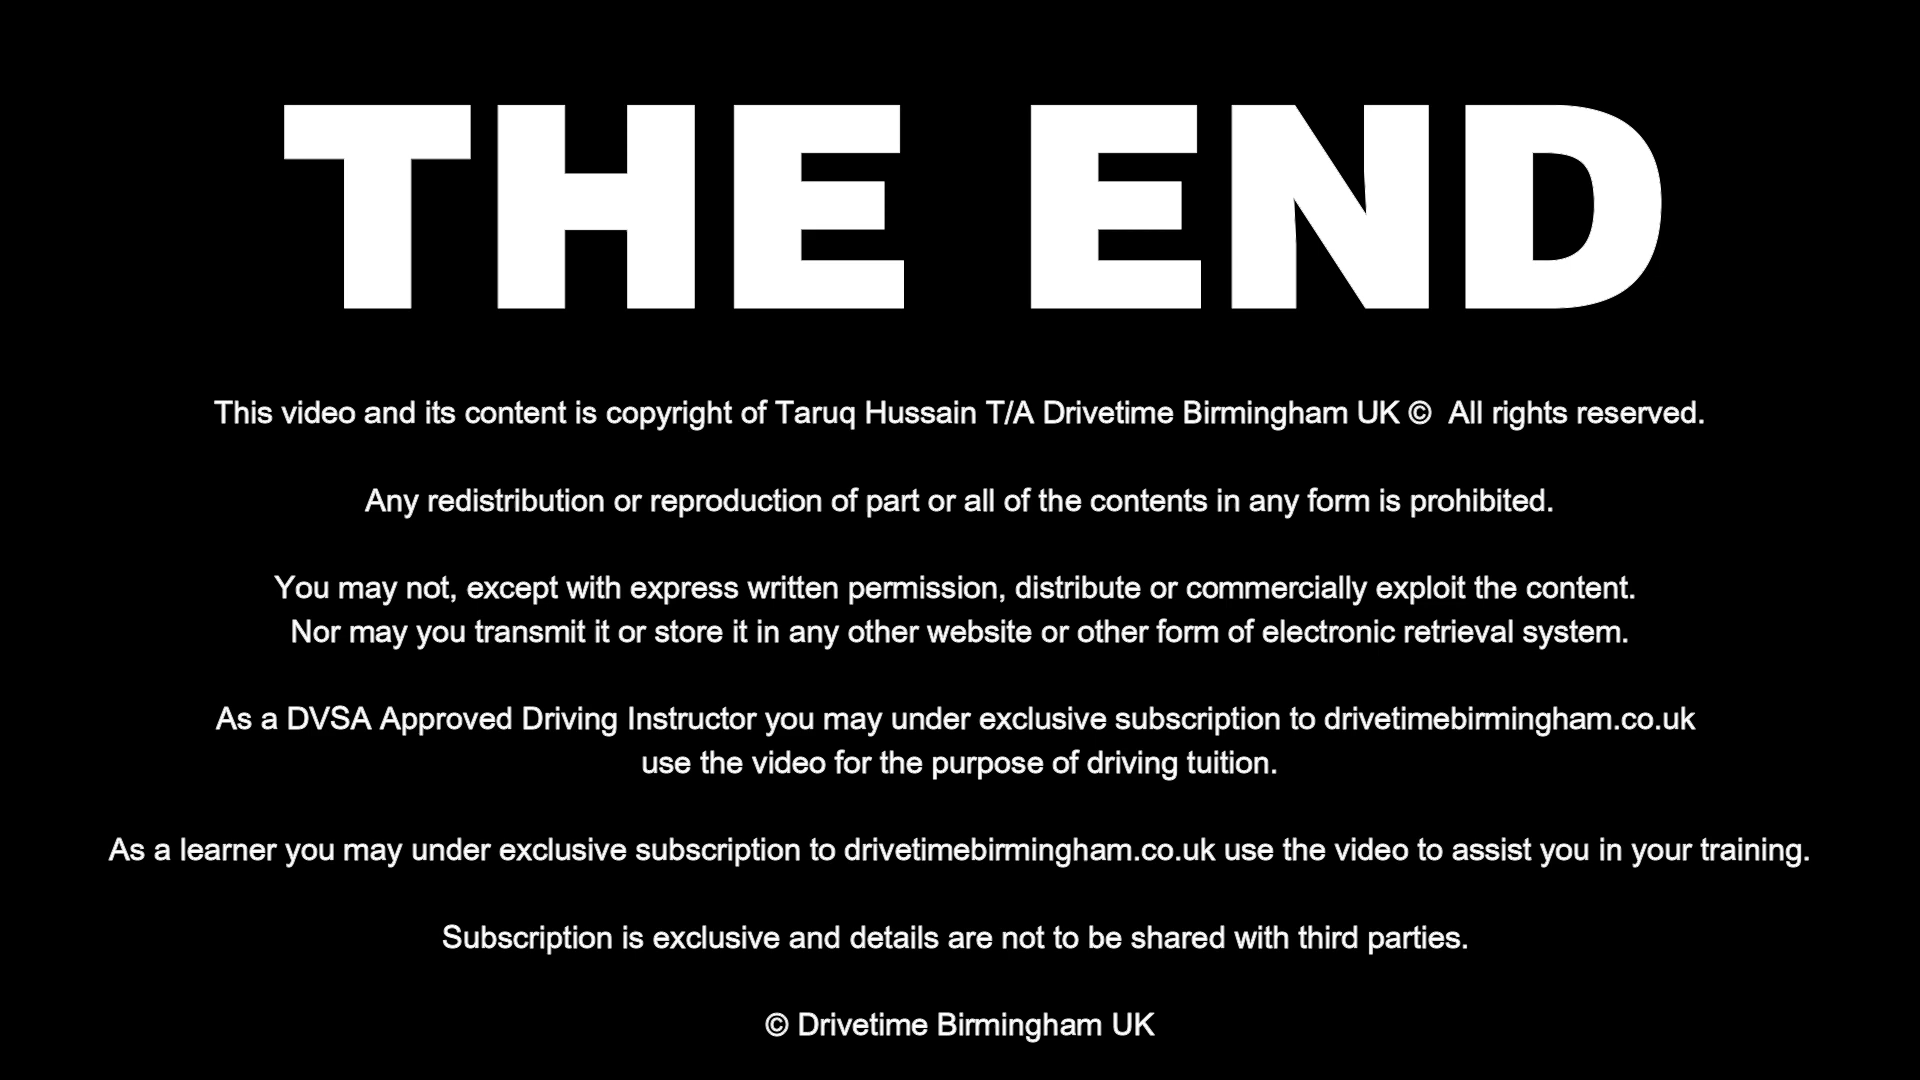 THE END
This video and its content is copyright of Taruq Hussain T/A Drivetime Birmingham UK ©  All rights reserved.
Any redistribution or reproduction of part or all of the contents in any form is prohibited.
You may not, except with express written permission, distribute or commercially exploit the content.
Nor may you transmit it or store it in any other website or other form of electronic retrieval system.
As a DVSA Approved Driving Instructor you may under exclusive subscription to drivetimebirmingham.co.uk
use the video for the purpose of driving tuition.
As a learner you may under exclusive subscription to drivetimebirmingham.co.uk use the video to assist you in your training.
Subscription is exclusive and details are not to be shared with third parties.
© Drivetime Birmingham UK